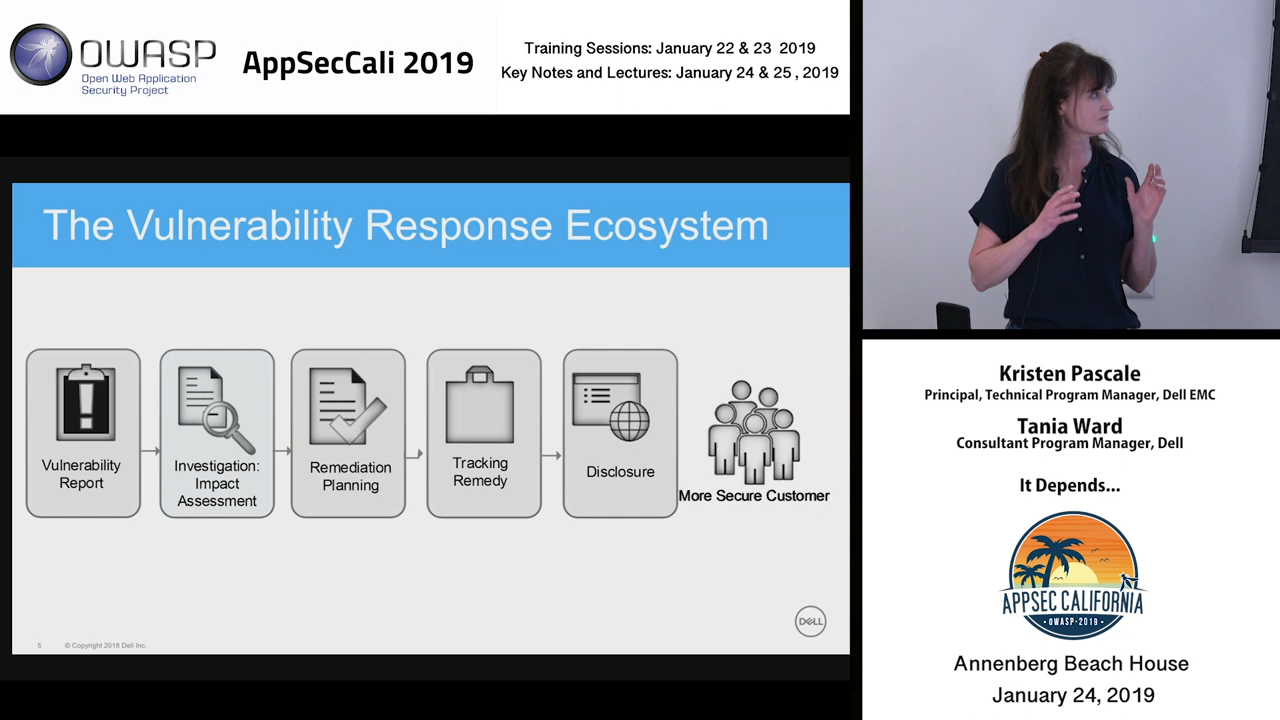 OWASP
Open Web Application
Security Project
AppSecCali 2019
Training Sessions: January 22 & 23 2019
Key Notes and Lectures: January 24 & 25 , 2019
The Vulnerability Response Ecosystem
Vulnerability
Report
Investigation:
Impact
Assessment
Remediation
Planning
Tracking
Remedy
Disclosure
More Secure Customer
5
© Copyright 2018 Dell Inc.
DELL
Kristen Pascale
Principal, Technical Program Manager, Dell EMC
Tania Ward
Consultant Program Manager, Dell
It Depends...
APPSEC CALIFORNIA
• OWASP-2019 •
Annenberg Beach House
January 24, 2019